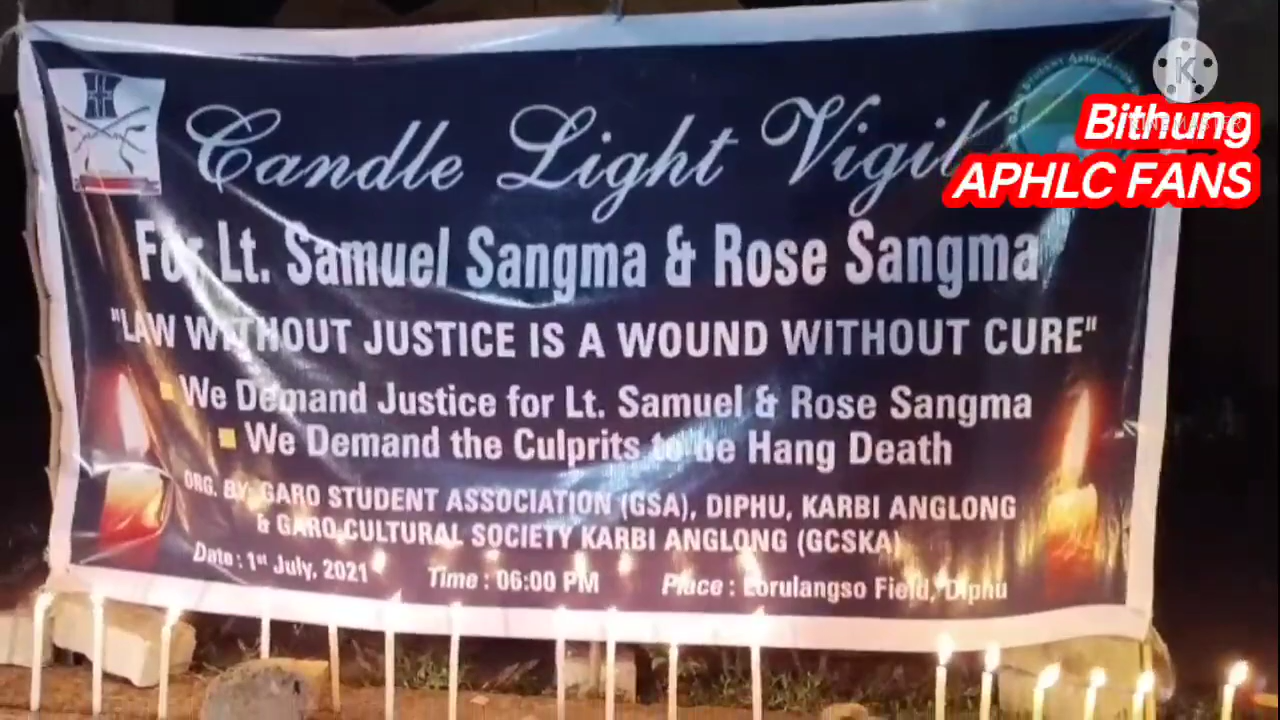 Bithung
APHLC FANS
K
KINEMASTER
Candle Light Vigil
For Lt. Samuel Sangma & Rose Sangma
"LAW WITHOUT JUSTICE IS A WOUND WITHOUT CURE"
We Demand Justice for Lt. Samuel & Rose Sangma
We Demand the Culprits to be Hang Death
ORG. BY: GARO STUDENT ASSOCIATION (GSA), DIPHU, KARBI ANGLONG
& GARO CULTURAL SOCIETY KARBI ANGLONG (GCSKA)
Date : 1st July, 2021 Time : 06:00 PM Place : Lorulangso Field, Diphu